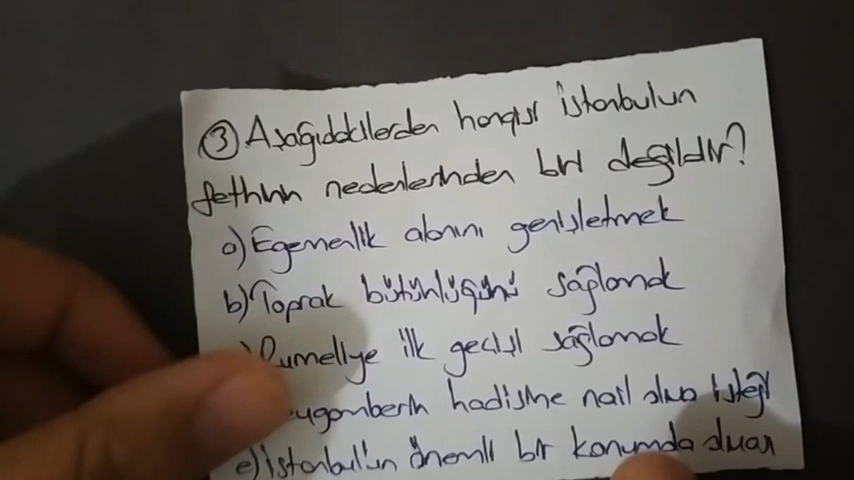 ③ Aşağıdakilerden hangisi İstanbulun
fethinin nedenlerinden biri değildir?
a) Egemenlik alanını genişletmek
b) Toprak bütünlüğünü sağlamak
) Rumeliye ilk geçişi sağlamak
eygamberin hadisine nail olma isteği
e) İstanbul'un önemli bir konumda olması